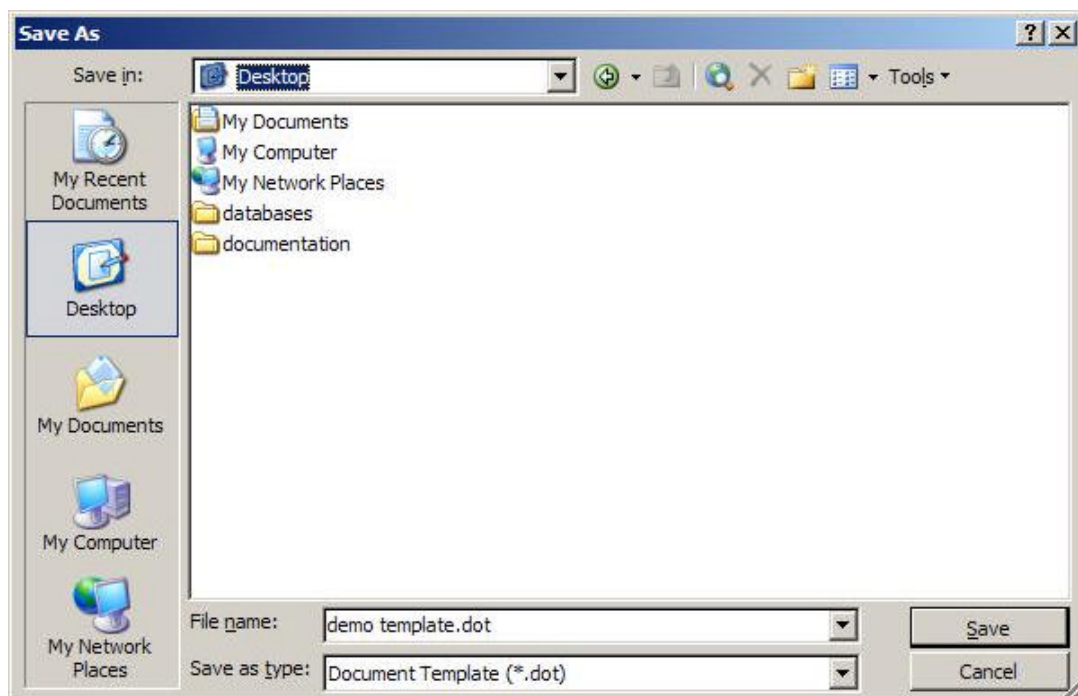 Save As
Save in:
Desktop
Tools
My Recent
Documents
Desktop
My Documents
My Computer
My Network
Places
My Documents
My Computer
My Network Places
databases
documentation
File name:
demo template.dot
Save
Save as type:
Document Template (*.dot)
Cancel